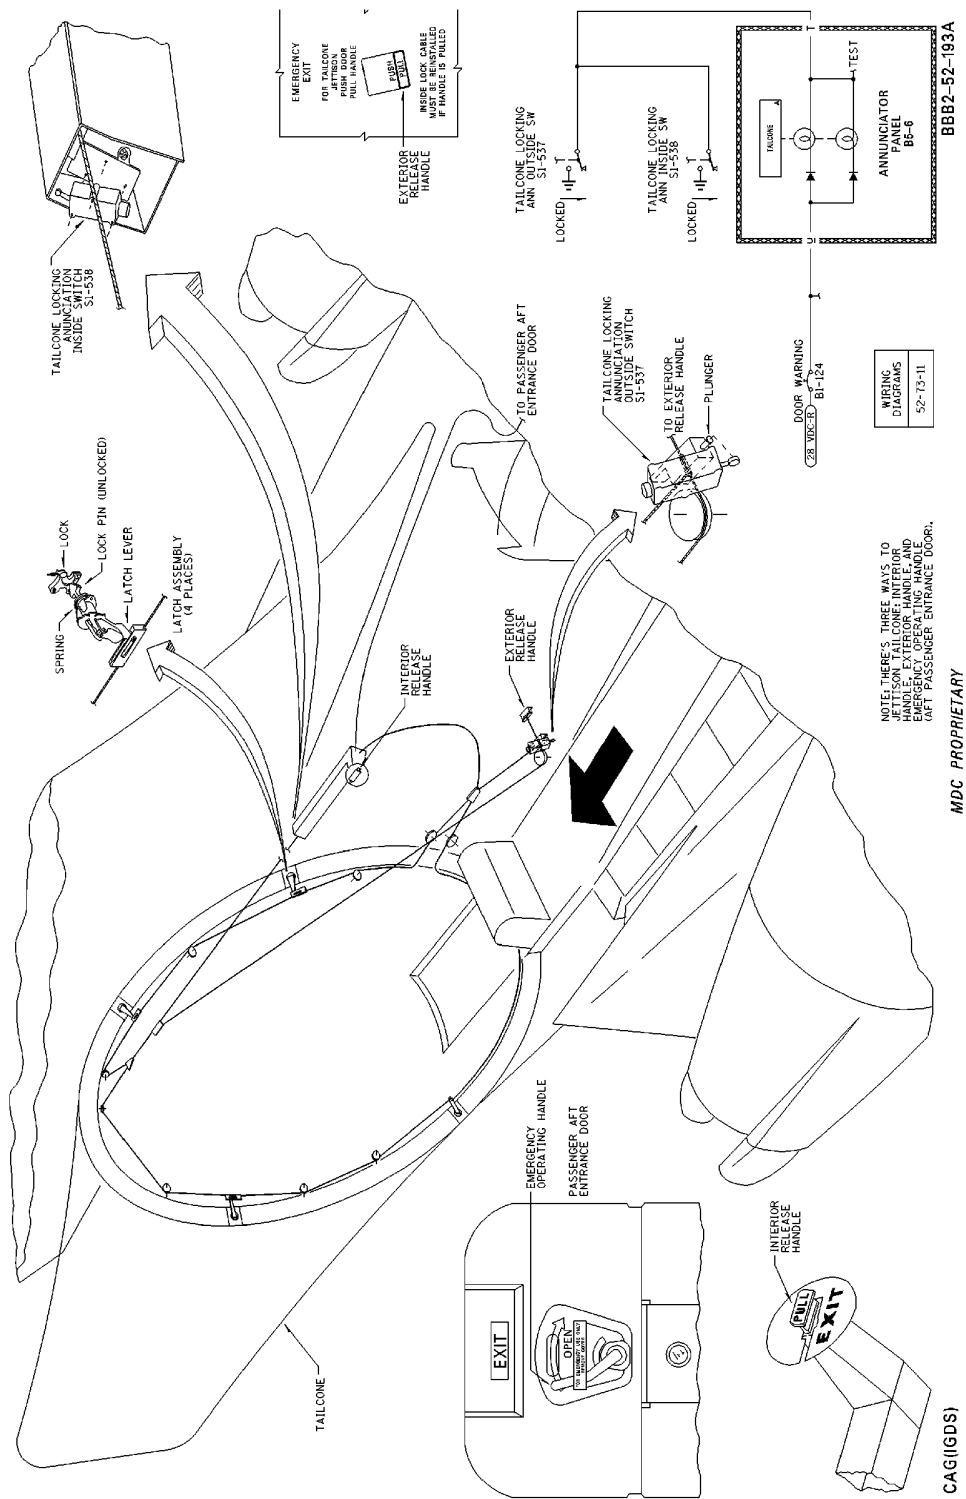 TAILCONE LOCKING
ANUNCIATION
INSIDE SWITCH
S1-538
EMERGENCY
EXIT
FOR TAILCONE
JETTISON
PUSH DOOR
PULL HANDLE
PUSH
PULL
INSIDE LOCK CABLE
MUST BE REINSTALLED
IF HANDLE IS PULLED
EXTERIOR
RELEASE
HANDLE
SPRING
LOCK
LOCK PIN (UNLOCKED)
LATCH LEVER
LATCH ASSEMBLY
(4 PLACES)
INTERIOR
RELEASE
HANDLE
TO PASSENGER AFT
ENTRANCE DOOR
EXTERIOR
RELEASE
HANDLE
TAILCONE LOCKING
ANNUNCIATION
OUTSIDE SWITCH
S1-537
TO EXTERIOR
RELEASE HANDLE
PLUNGER
TAILCONE LOCKING
ANN OUTSIDE SW
S1-537
LOCKED
TAILCONE LOCKING
ANN INSIDE SW
S1-538
LOCKED
T
U
TAILCONE
A
TEST
ANNUNCIATOR
PANEL
B5-6
DOOR WARNING
28 VDC-R
B1-124
WIRING
DIAGRAMS
52-73-11
TAILCONE
EMERGENCY
OPERATING HANDLE
PASSENGER AFT
ENTRANCE DOOR
EXIT
OPEN
FOR EMERGENCY USE ONLY
INTERIOR
RELEASE
HANDLE
PULL
EXIT
NOTE: THERE'S THREE WAYS TO
JETTISON TAILCONE: INTERIOR
HANDLE, EXTERIOR HANDLE, AND
EMERGENCY OPERATING HANDLE
(AFT PASSENGER ENTRANCE DOOR).
CAG(IGDS)
MDC PROPRIETARY
BBB2-52-193A